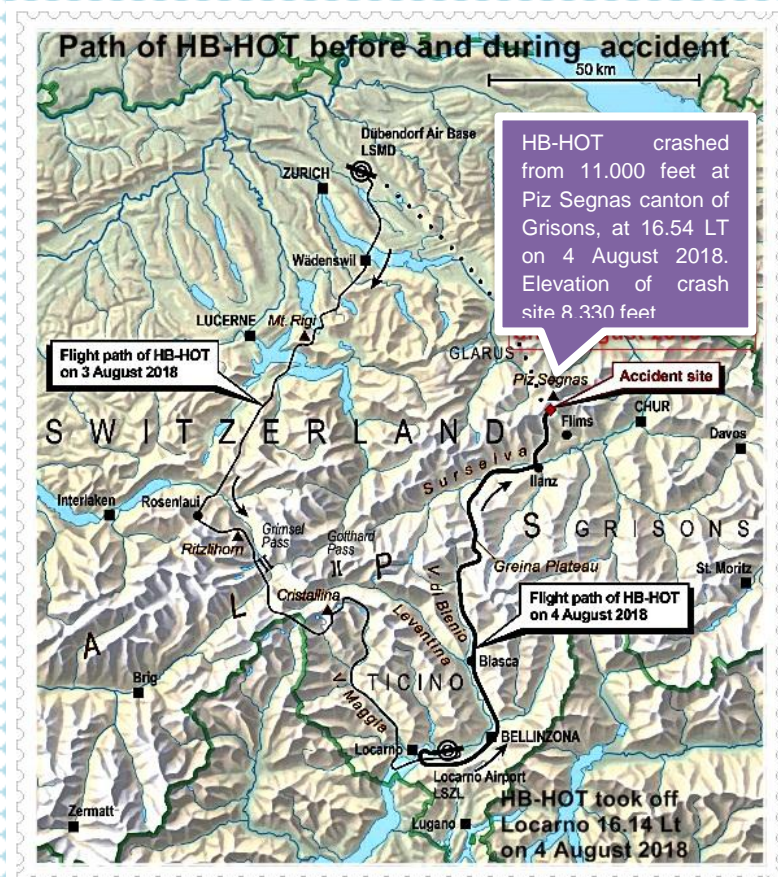 Path of HB-HOT before and during accident
50 km
Dübendorf Air Base
LSMD
ZURICH
HB-HOT crashed
from 11.000 feet at
Piz Segnas canton of
Grisons, at 16.54 LT
on 4 August 2018.
Elevation of crash
site 8.330 feet
Wädenswil
LUCERNE
Mt. Rigi
Flight path of HB-HOT
on 3 August 2018
GLARUS
Piz Segnas
Accident site
CHUR
Flims
Davos
SWITZERLAND
Surselva
Ilanz
Interlaken
Rosenlaui
Ritzlihorn
Grimsel
Pass
Gotthard
Pass
GRISONS
Greina Plateau
St. Moritz
Cristallina
ALPS
V. di Blenio
Leventina
Flight path of HB-HOT
on 4 August 2018
Biasca
Brig
TICINO
V. Maggia
Locarno
BELLINZONA
Locarno Airport
LSZL
Zermatt
Lugano
HB-HOT took off
Locarno 16.14 Lt
on 4 August 2018